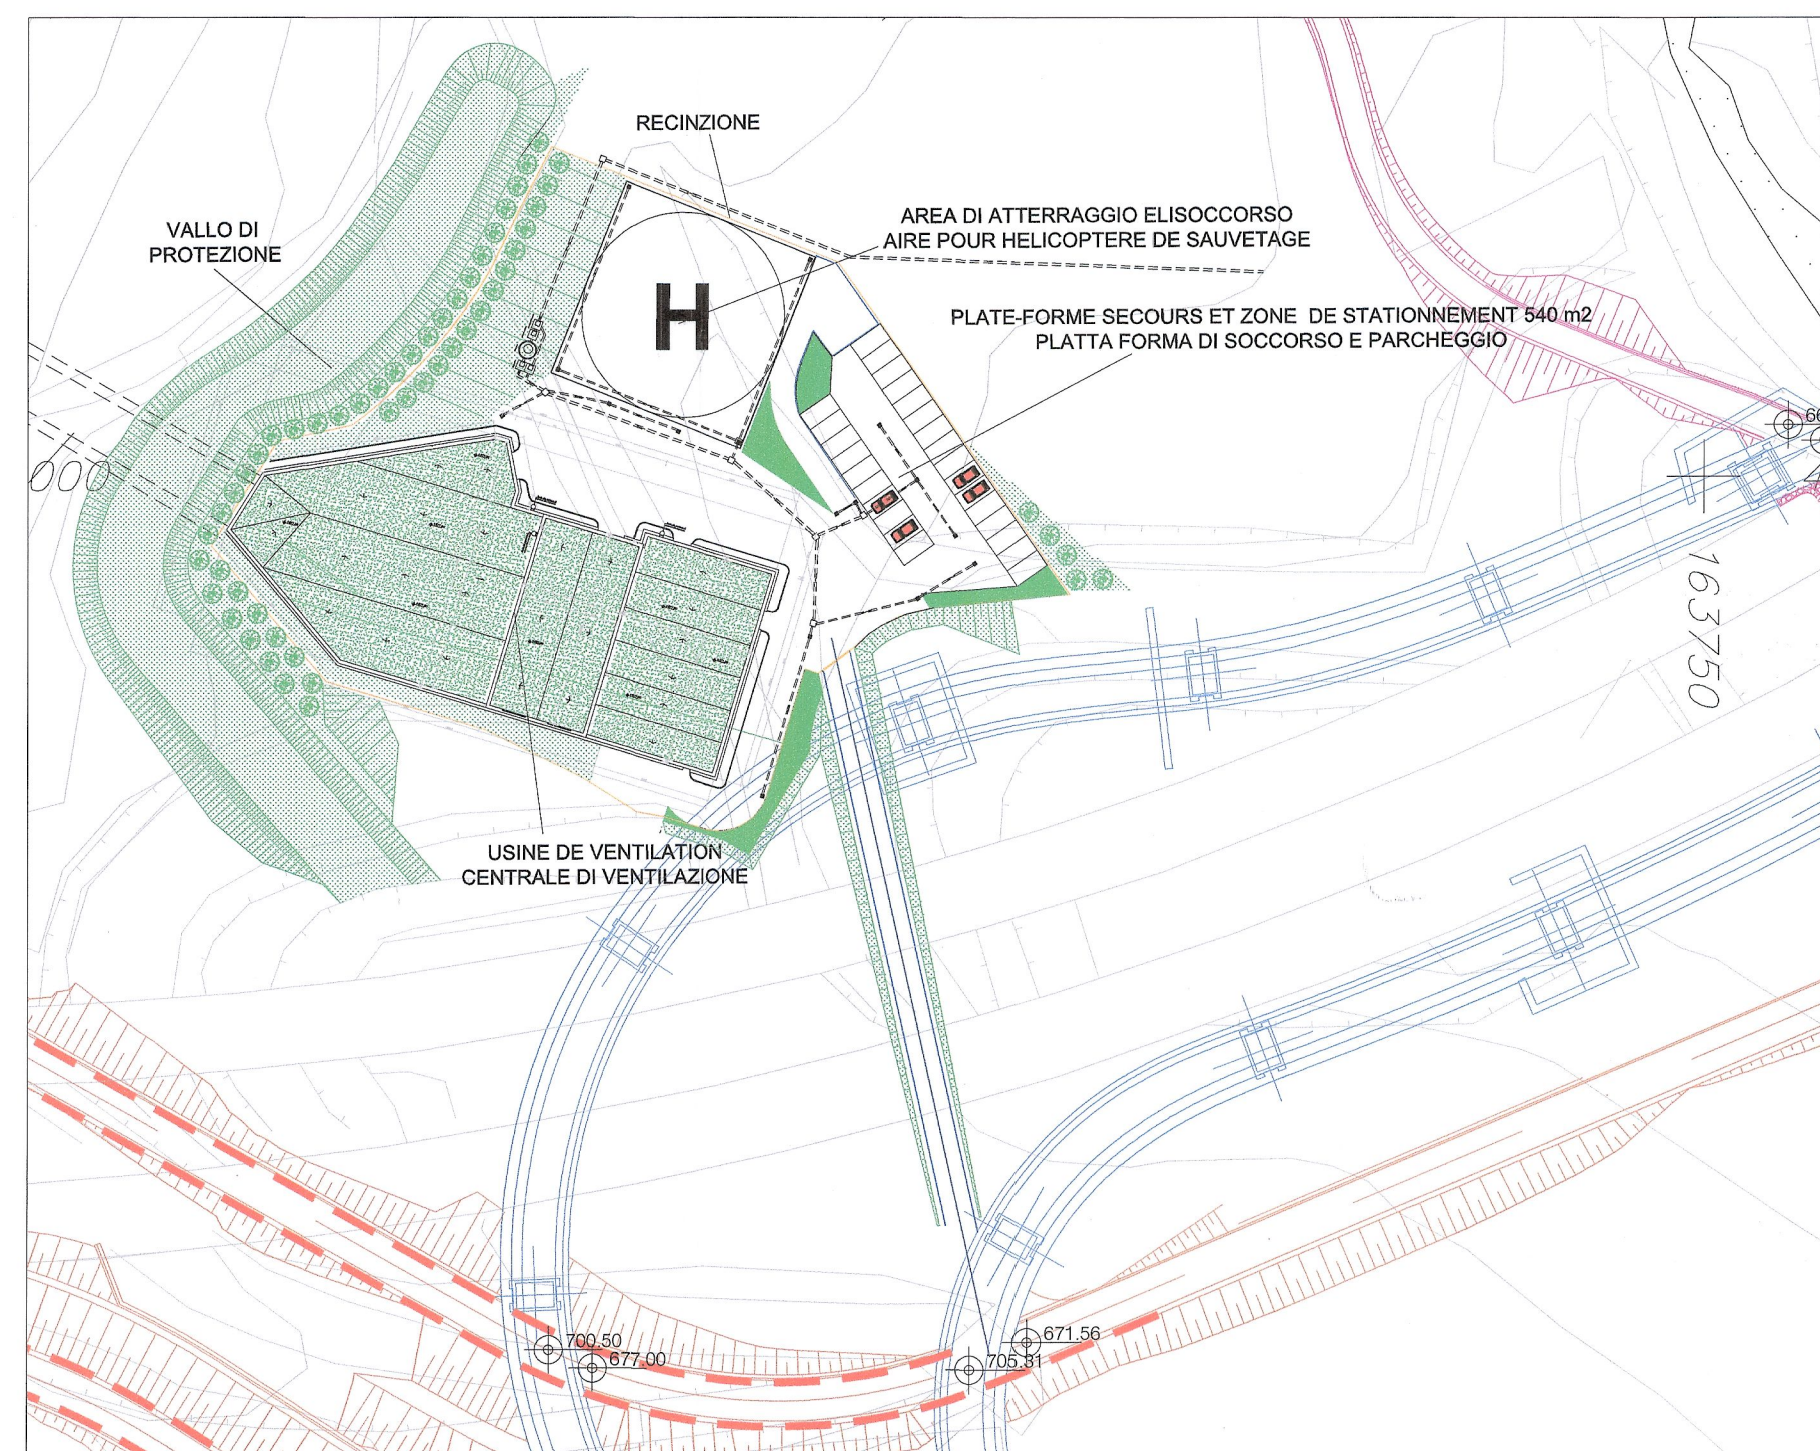 RECINZIONE
VALLO DI
PROTEZIONE
AREA DI ATTERRAGGIO ELISOCCORSO
AIRE POUR HELICOPTERE DE SAUVETAGE
H
PLATE-FORME SECOURS ET ZONE DE STATIONNEMENT 540 m2
PLATTA FORMA DI SOCCORSO E PARCHEGGIO
000
163750
USINE DE VENTILATION
CENTRALE DI VENTILAZIONE
700.50
677.00
671.56
705.31